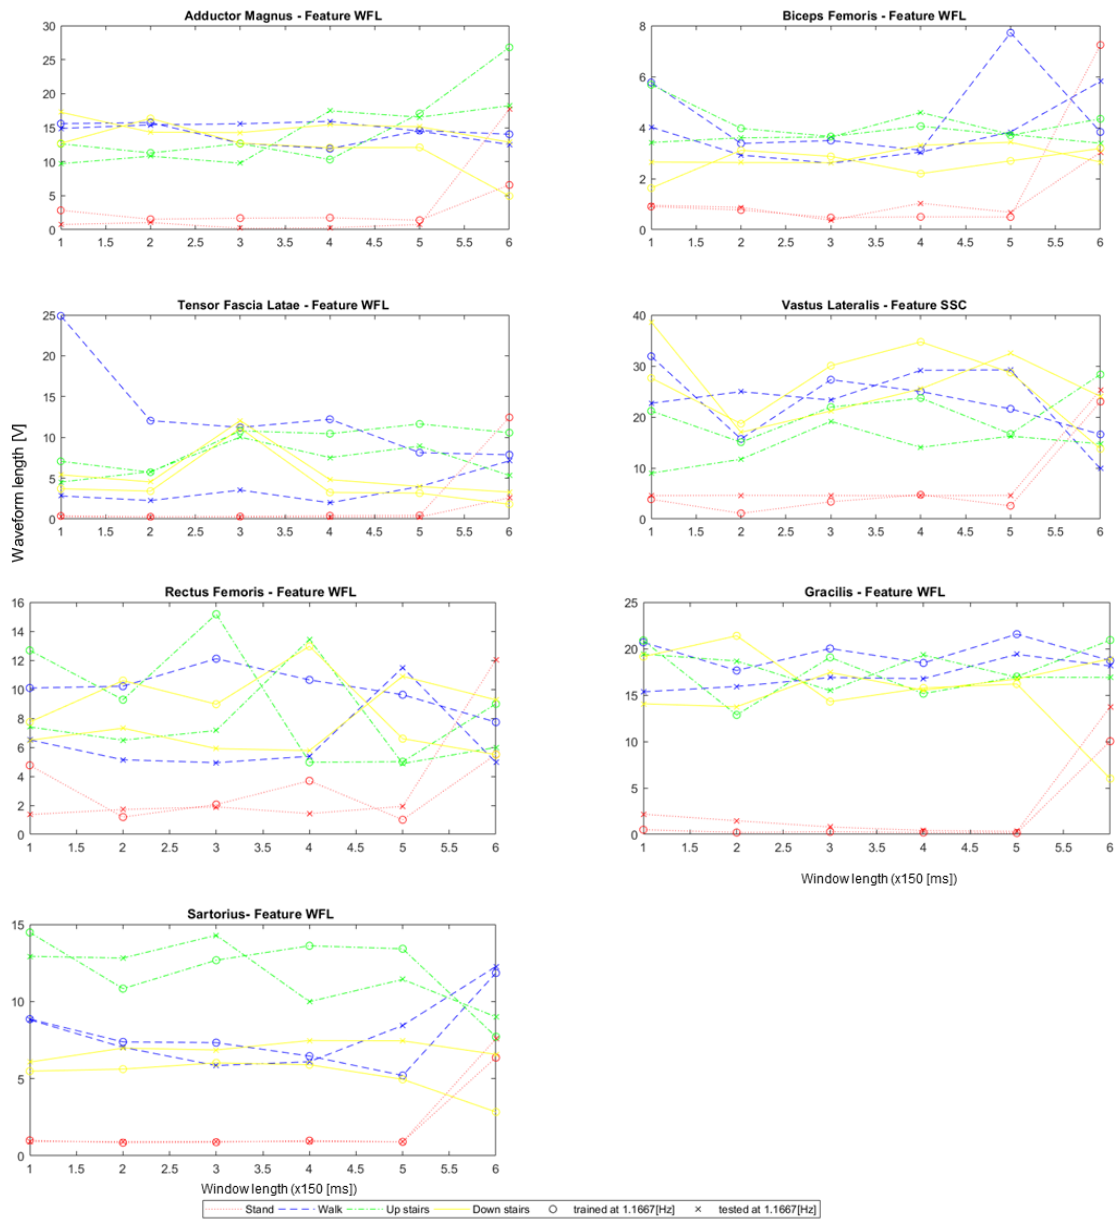 Adductor Magnus - Feature WFL
30
25
20
15
10
5
0
1 1.5 2 2.5 3 3.5 4 4.5 5 5.5 6
Biceps Femoris - Feature WFL
8
6
4
2
0
1 1.5 2 2.5 3 3.5 4 4.5 5 5.5 6
Waveform length [V]
Tensor Fascia Latae - Feature WFL
25
20
15
10
5
0
1 1.5 2 2.5 3 3.5 4 4.5 5 5.5 6
Vastus Lateralis - Feature SSC
40
30
20
10
0
1 1.5 2 2.5 3 3.5 4 4.5 5 5.5 6
Rectus Femoris - Feature WFL
16
14
12
10
8
6
4
2
0
1 1.5 2 2.5 3 3.5 4 4.5 5 5.5 6
Gracilis - Feature WFL
25
20
15
10
5
0
1 1.5 2 2.5 3 3.5 4 4.5 5 5.5 6
Window length (x150 [ms])
Sartorius- Feature WFL
15
10
5
0
1 1.5 2 2.5 3 3.5 4 4.5 5 5.5 6
Window length (x150 [ms])
Stand Walk Up stairs Down stairs trained at 1.1667[Hz] tested at 1.1667[Hz]